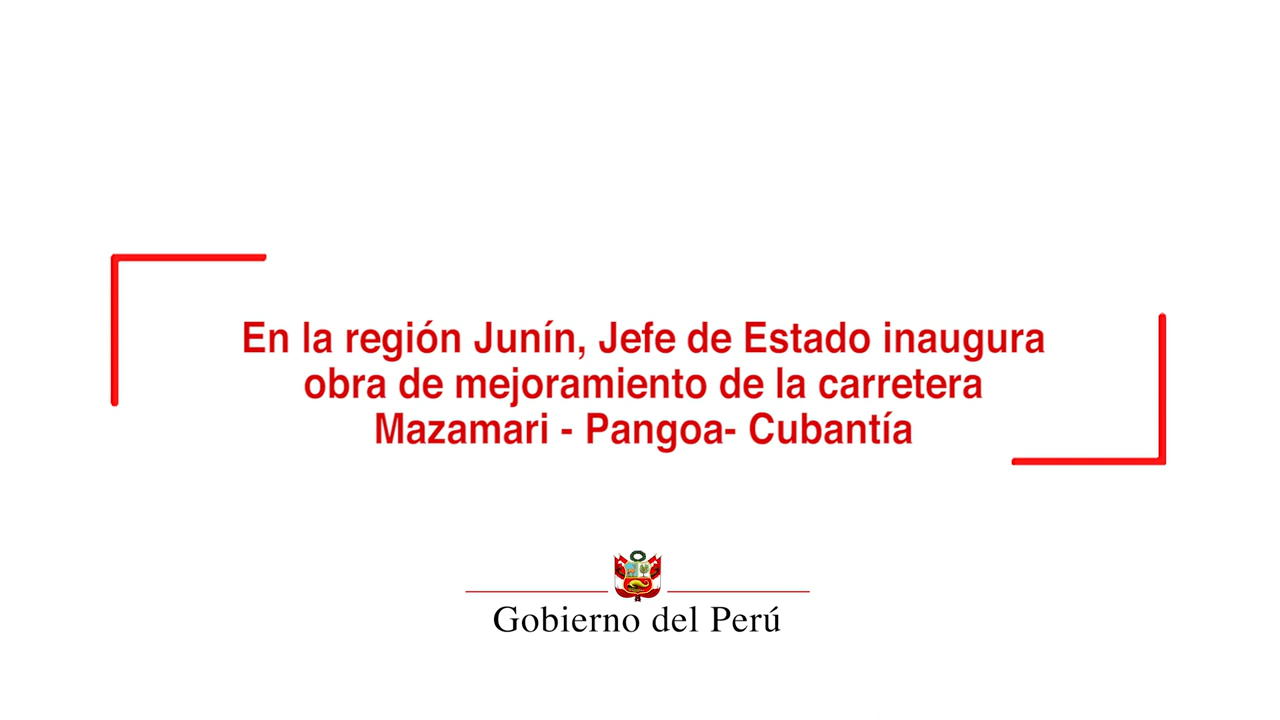 En la región Junín, Jefe de Estado inaugura
obra de mejoramiento de la carretera
Mazamari - Pangoa- Cubantía
Gobierno del Perú